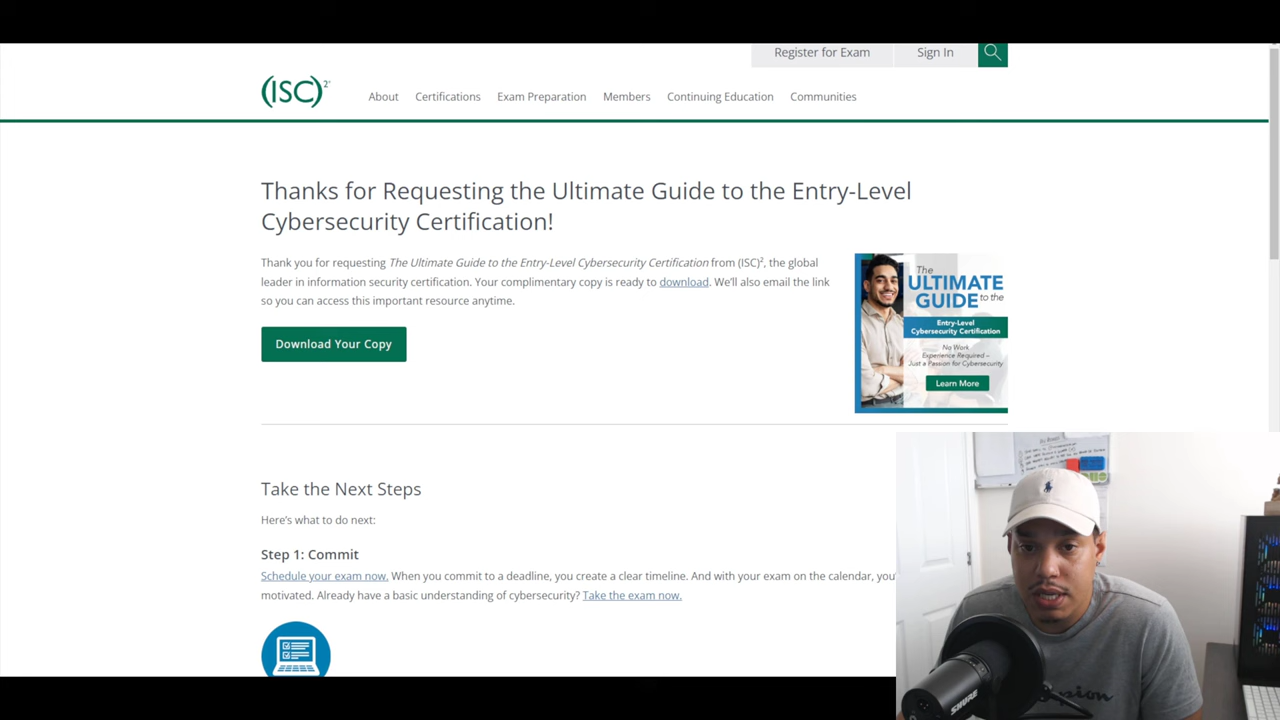 Register for Exam
Sign In
(ISC)²
About
Certifications
Exam Preparation
Members
Continuing Education
Communities
Thanks for Requesting the Ultimate Guide to the Entry-Level
Cybersecurity Certification!
Thank you for requesting The Ultimate Guide to the Entry-Level Cybersecurity Certification from (ISC)², the global
leader in information security certification. Your complimentary copy is ready to download. We'll also email the link
so you can access this important resource anytime.
Download Your Copy
The
ULTIMATE
GUIDE to the
Entry-Level
Cybersecurity Certification
No Work
Experience Required –
Just a Passion for Cybersecurity
Learn More
Take the Next Steps
Here's what to do next:
Step 1: Commit
Schedule your exam now. When you commit to a deadline, you create a clear timeline. And with your exam on the calendar, you
motivated. Already have a basic understanding of cybersecurity? Take the exam now.
SHURE